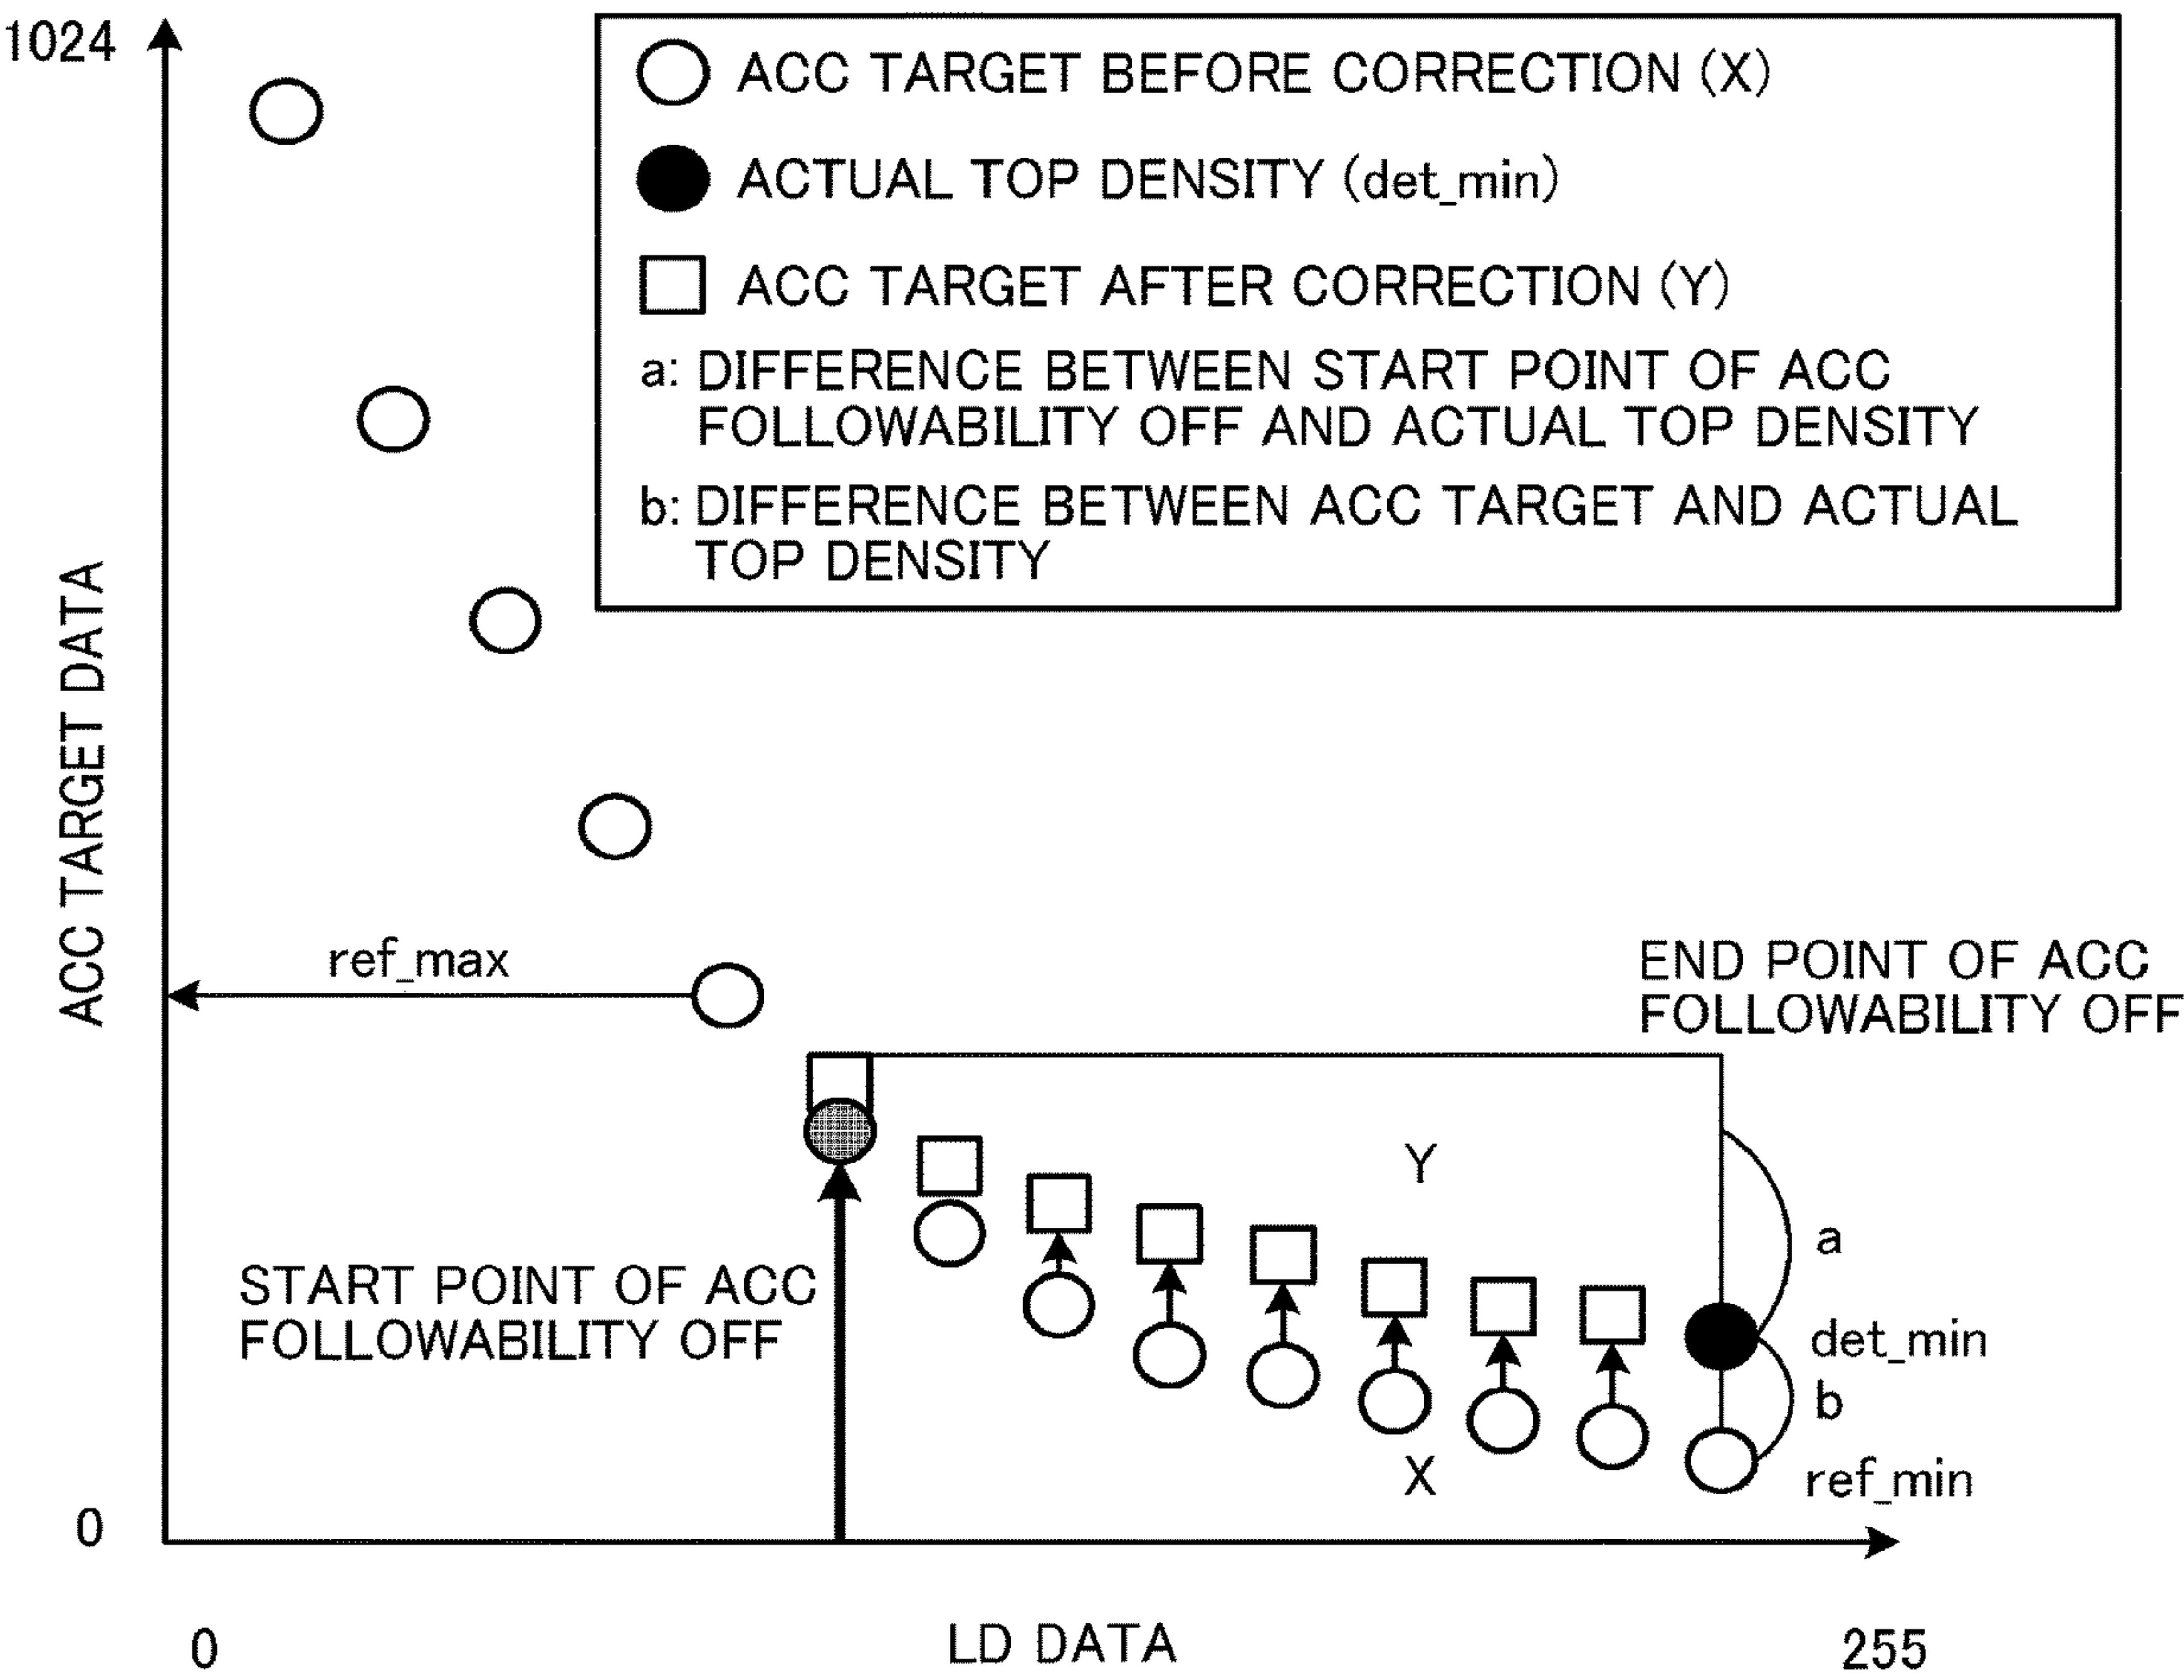 1024
ACC TARGET BEFORE CORRECTION (X)
ACTUAL TOP DENSITY (det_min)
ACC TARGET AFTER CORRECTION (Y)
a: DIFFERENCE BETWEEN START POINT OF ACC
FOLLOWABILITY OFF AND ACTUAL TOP DENSITY
b: DIFFERENCE BETWEEN ACC TARGET AND ACTUAL
TOP DENSITY
ACC TARGET DATA
ref_max
END POINT OF ACC
FOLLOWABILITY OFF
Y
a
START POINT OF ACC
FOLLOWABILITY OFF
det_min
b
X
ref_min
0
0
LD DATA
255